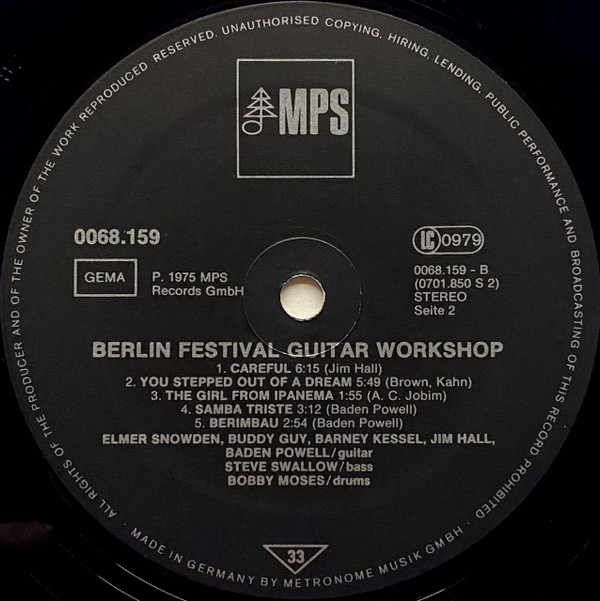 ALL RIGHTS OF THE PRODUCER AND OF THE OWNER OF THE WORK REPRODUCED RESERVED. UNAUTHORISED COPYING, HIRING, LENDING, PUBLIC PERFORMANCE AND BROADCASTING OF THIS RECORD PROHIBITED ·
MPS
0068.159
GEMA
P. 1975 MPS
Records GmbH
LC 0979
0068.159 - B
(0701.850 S 2)
STEREO
Seite 2
BERLIN FESTIVAL GUITAR WORKSHOP
1. CAREFUL 6:15 (Jim Hall)
2. YOU STEPPED OUT OF A DREAM 5:49 (Brown, Kahn)
3. THE GIRL FROM IPANEMA 1:55 (A. C. Jobim)
4. SAMBA TRISTE 3:12 (Baden Powell)
5. BERIMBAU 2:54 (Baden Powell)
ELMER SNOWDEN, BUDDY GUY, BARNEY KESSEL, JIM HALL,
BADEN POWELL/guitar
STEVE SWALLOW/bass
BOBBY MOSES/drums
33
· MADE IN GERMANY BY METRONOME MUSIK GMBH ·